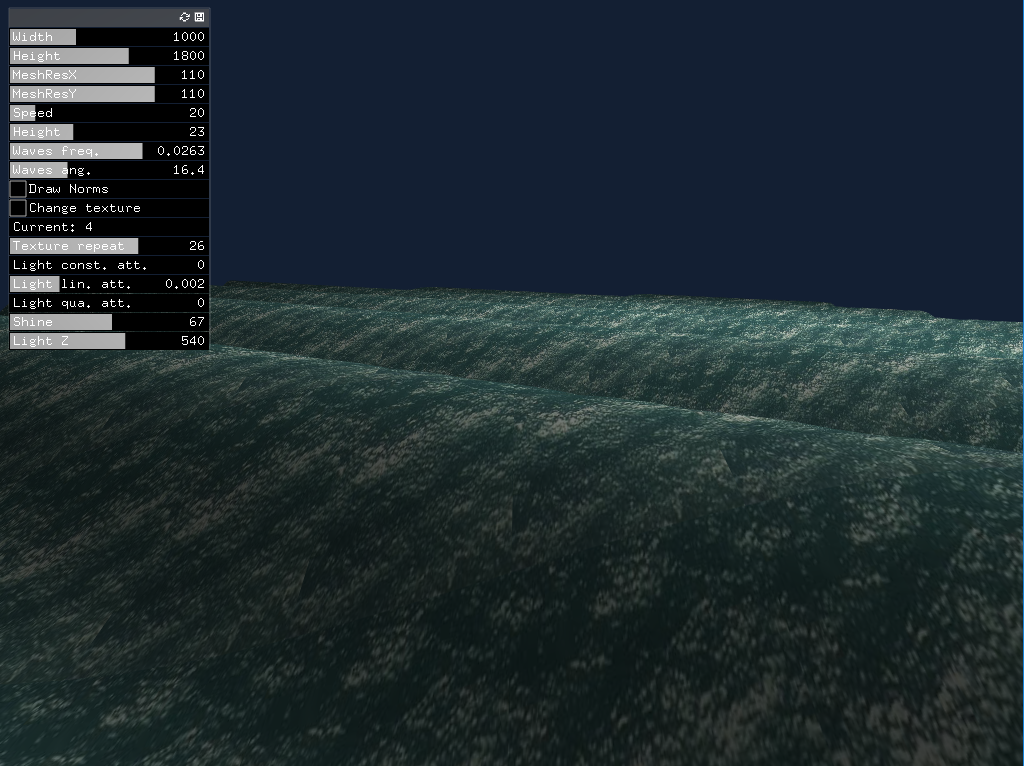 Width 1000
Height 1800
MeshResX 110
MeshResY 110
Speed 20
Height 23
Waves freq. 0.0263
Waves ang. 16.4
Draw Norms
Change texture
Current: 4
Texture repeat 26
Light const. att. 0
Light lin. att. 0.002
Light qua. att. 0
Shine 67
Light Z 540